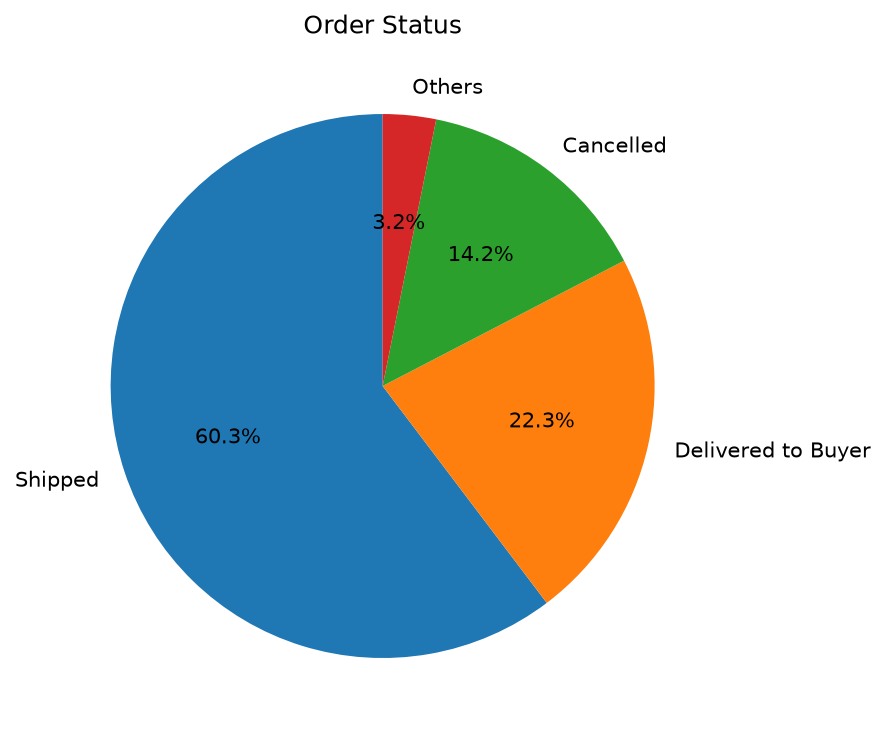 Order Status
Others
Cancelled
3.2%
14.2%
22.3%
60.3%
Delivered to Buyer
Shipped